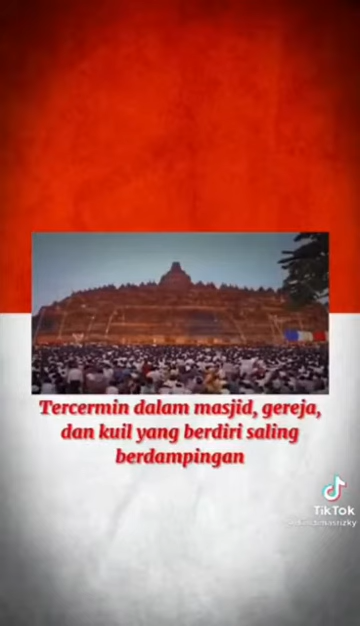 Tercermin dalam masjid, gereja,
dan kuil yang berdiri saling
berdampingan
TikTok